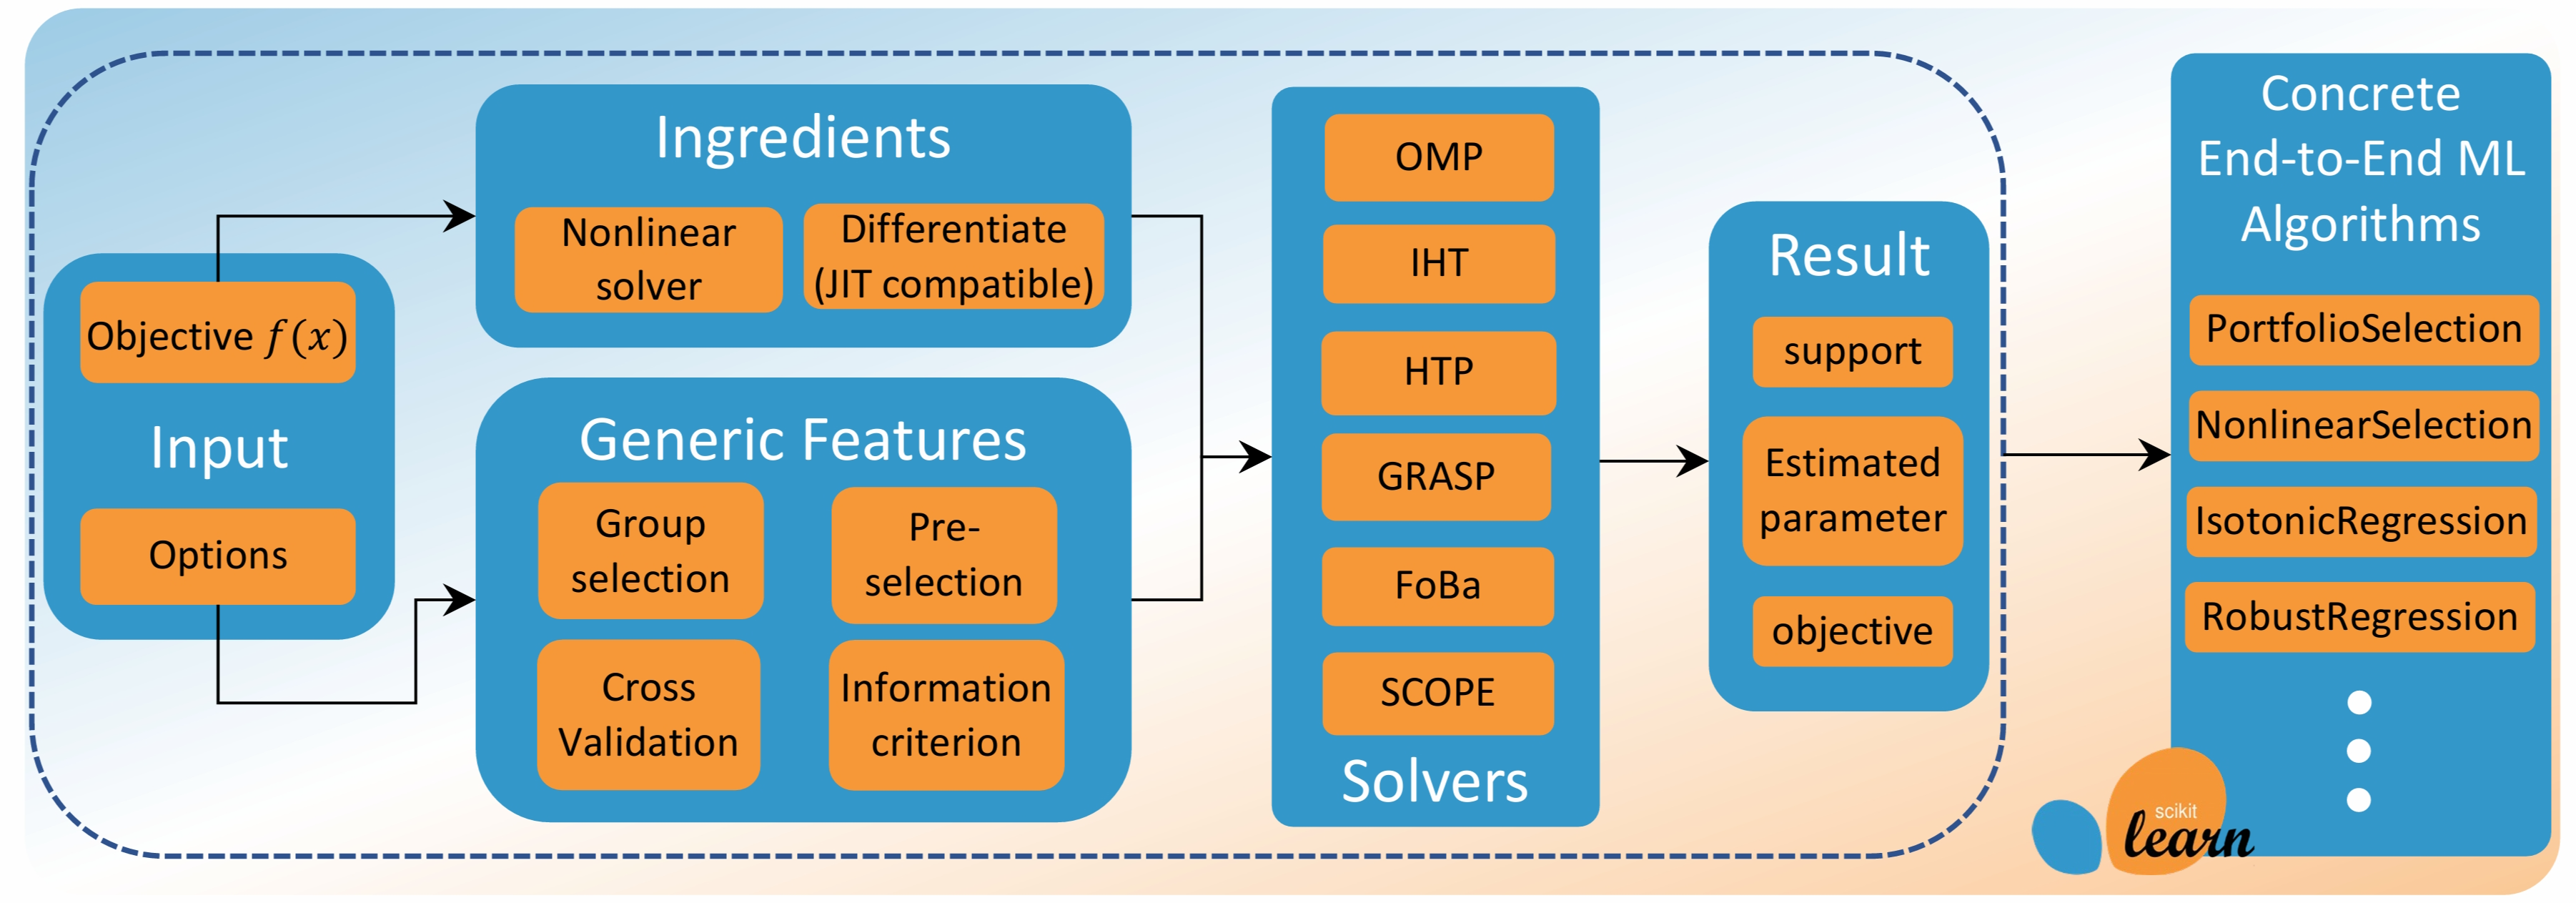 Objective f(x)
Input
Options
Ingredients
Nonlinear
solver
Differentiate
(JIT compatible)
Generic Features
Group
selection
Pre-
selection
Cross
Validation
Information
criterion
OMP
IHT
HTP
GRASP
FoBa
SCOPE
Solvers
Result
support
Estimated
parameter
objective
Concrete
End-to-End ML
Algorithms
PortfolioSelection
NonlinearSelection
IsotonicRegression
RobustRegression
scikit
learn